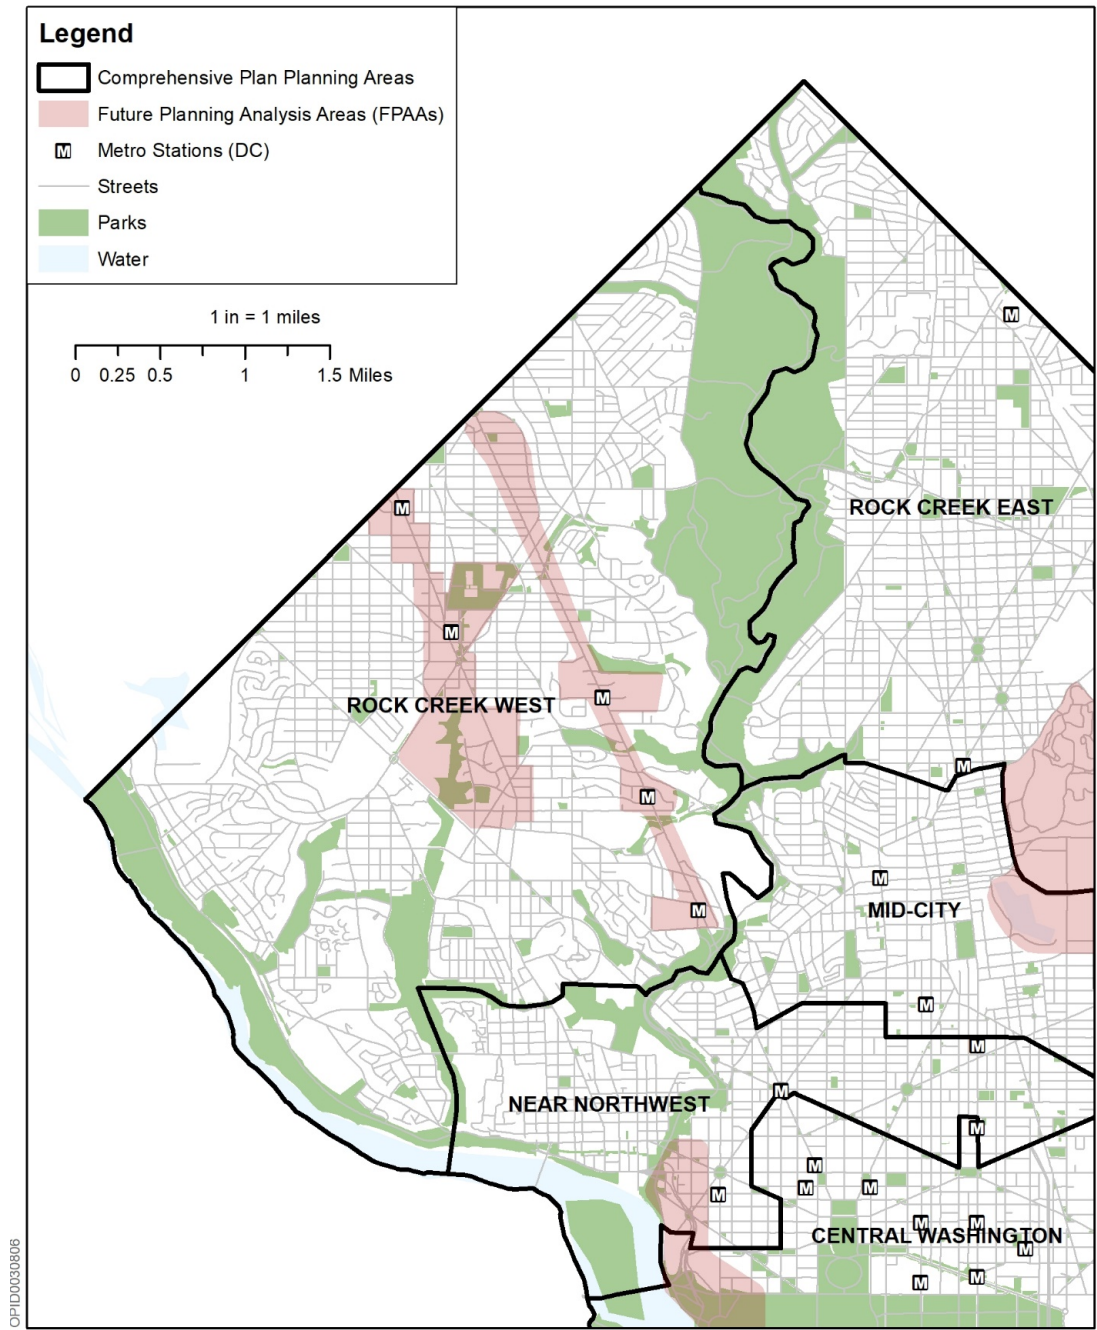 Legend
Comprehensive Plan Planning Areas
Future Planning Analysis Areas (FPAAs)
M Metro Stations (DC)
Streets
Parks
Water
1 in = 1 miles
0 0.25 0.5 1 1.5 Miles
M
M
ROCK CREEK EAST
M
M
ROCK CREEK WEST
M
M
M
MID-CITY
M
M
M
M
NEAR NORTHWEST
M
M
M
M
M
M
M
M
CENTRAL WASHINGTON
M
M
M
OPID0030806